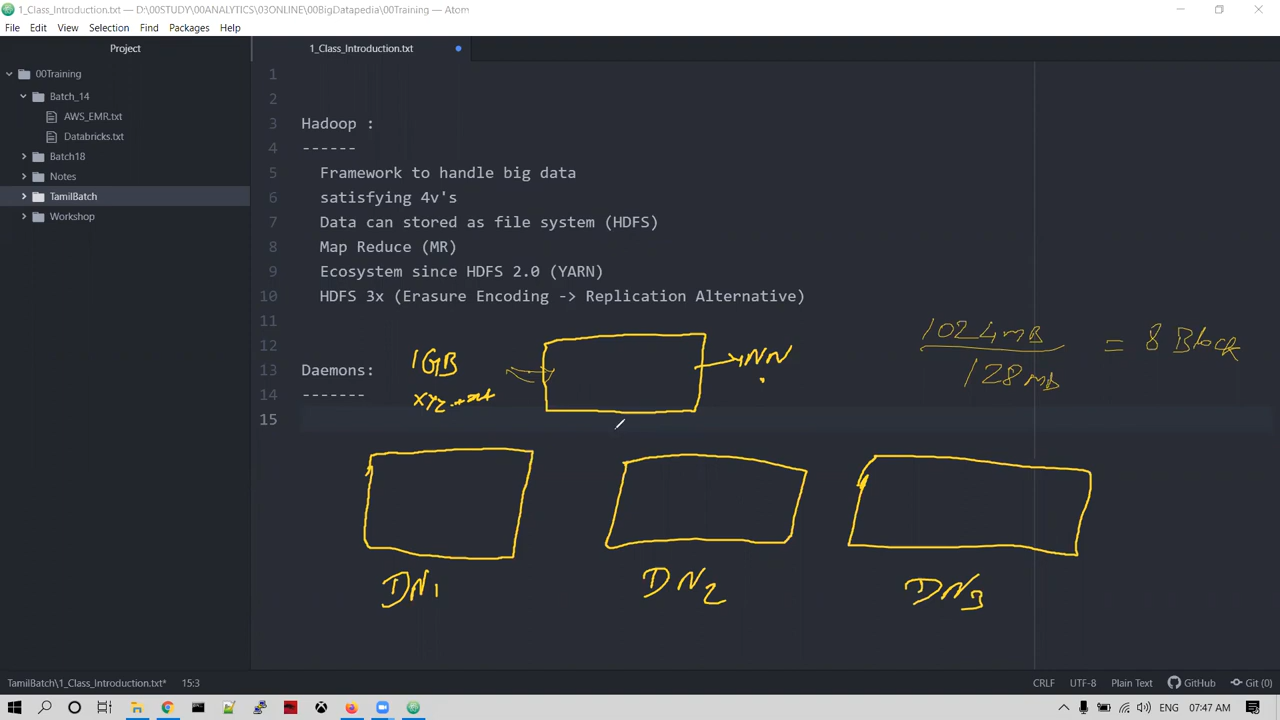 1_Class_Introduction.txt — D:\00STUDY\00ANALYTICS\03ONLINE\00BigDatapedia\00Training — Atom
File Edit View Selection Find Packages Help
Project
1_Class_Introduction.txt
00Training
Batch_14
AWS_EMR.txt
Databricks.txt
Batch18
Notes
TamilBatch
Workshop
1
2
3 Hadoop :
4 ------
5 Framework to handle big data
6 satisfying 4v's
7 Data can stored as file system (HDFS)
8 Map Reduce (MR)
9 Ecosystem since HDFS 2.0 (YARN)
10 HDFS 3x (Erasure Encoding -> Replication Alternative)
11
12
13 Daemons:
14 -------
15
1GB
XYZ.txt
NN
1024MB
128MB
= 8 Block
DN1
DN2
DN3
TamilBatch\1_Class_Introduction.txt* 15:3 CRLF UTF-8 Plain Text GitHub Git (0)
ENG 07:47 AM